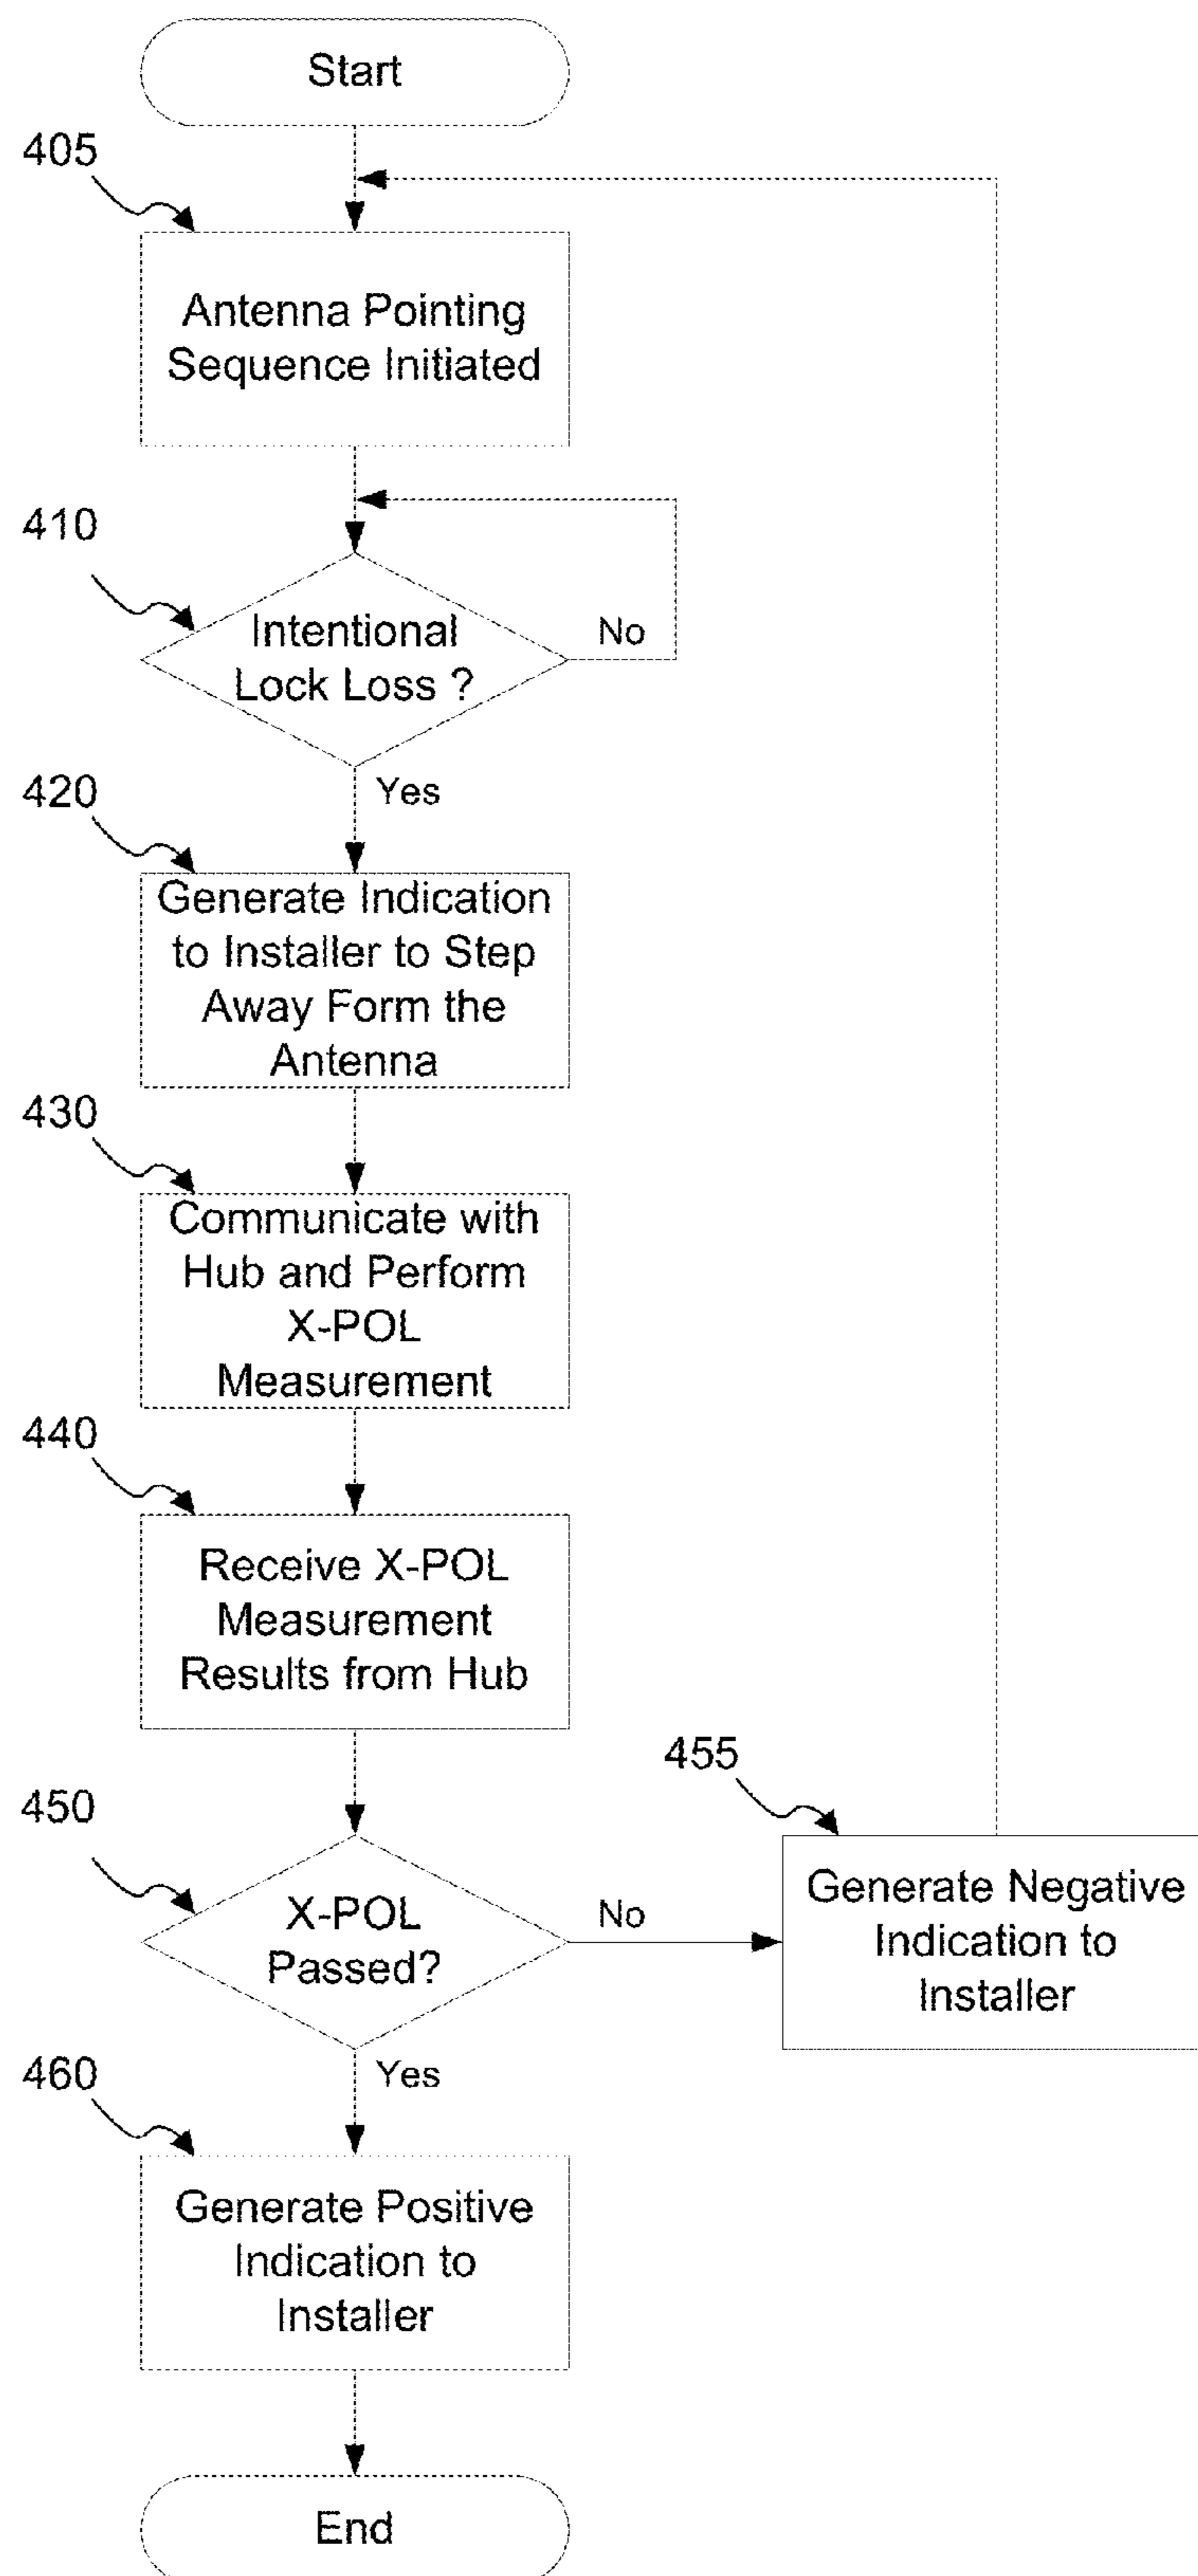 Start
405
Antenna Pointing
Sequence Initiated
410
Intentional
Lock Loss ?
No
Yes
420
Generate Indication
to Installer to Step
Away Form the
Antenna
430
Communicate with
Hub and Perform
X-POL
Measurement
440
Receive X-POL
Measurement
Results from Hub
450
X-POL
Passed?
No
455
Generate Negative
Indication to
Installer
Yes
460
Generate Positive
Indication to
Installer
End